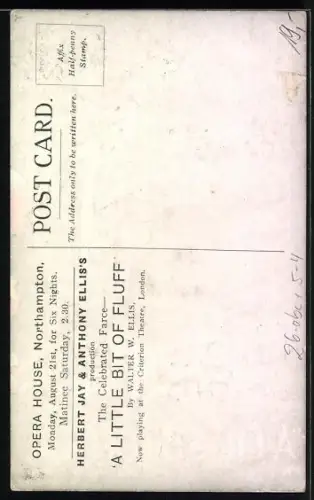 OPERA HOUSE, Northampton,
Monday, August 21st, for Six Nights.
Matinee Saturday, 2.30.
HERBERT JAY & ANTHONY ELLIS'S
production
The Celebrated Farce—
'A LITTLE BIT OF FLUFF'
By WALTER W. ELLIS.
Now playing at the Criterion Theatre, London.
POST CARD.
The Address only to be written here.
Affix
Half-penny
Stamp.
19,-